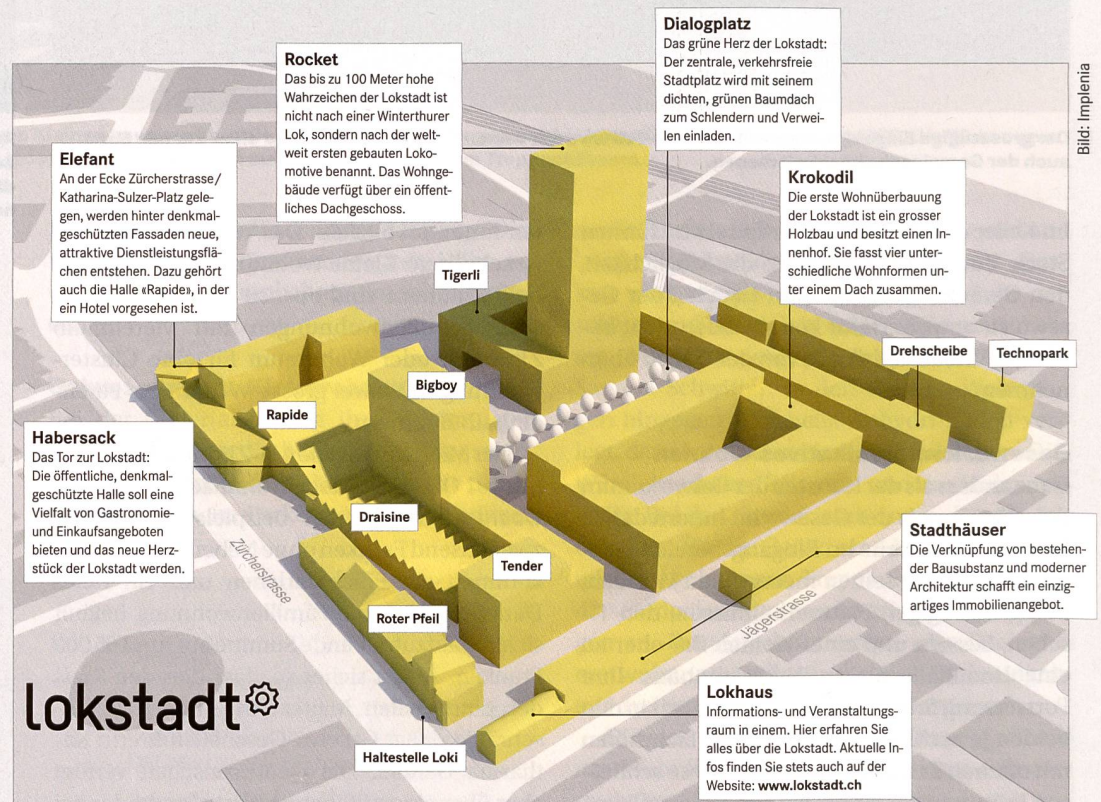 Dialogplatz
Das grüne Herz der Lokstadt:
Der zentrale, verkehrsfreie
Stadtplatz wird mit seinem
dichten, grünen Baumdach
zum Schlendern und Verwei-
len einladen.
Rocket
Das bis zu 100 Meter hohe
Wahrzeichen der Lokstadt ist
nicht nach einer Winterthurer
Lok, sondern nach der welt-
weit ersten gebauten Loko-
motive benannt. Das Wohnge-
bäude verfügt über ein öffent-
liches Dachgeschoss.
Bild: Implenia
Elefant
An der Ecke Zürcherstrasse/
Katharina-Sulzer-Platz gele-
gen, werden hinter denkmal-
geschützten Fassaden neue,
attraktive Dienstleistungsflä-
chen entstehen. Dazu gehört
auch die Halle «Rapide», in der
ein Hotel vorgesehen ist.
Krokodil
Die erste Wohnüberbauung
der Lokstadt ist ein grosser
Holzbau und besitzt einen In-
nenhof. Sie fasst vier unter-
schiedliche Wohnformen un-
ter einem Dach zusammen.
Tigerli
Drehscheibe
Technopark
Bigboy
Rapide
Habersack
Das Tor zur Lokstadt:
Die öffentliche, denkmal-
geschützte Halle soll eine
Vielfalt von Gastronomie-
und Einkaufsangeboten
bieten und das neue Herz-
stück der Lokstadt werden.
Draisine
Tender
Zürcherstrasse
Stadthäuser
Die Verknüpfung von bestehen-
der Bausubstanz und moderner
Architektur schafft ein einzig-
artiges Immobilienangebot.
Roter Pfeil
Jägerstrasse
lokstadt
Lokhaus
Informations- und Veranstaltungs-
raum in einem. Hier erfahren Sie
alles über die Lokstadt. Aktuelle In-
fos finden Sie stets auch auf der
Website: www.lokstadt.ch
Haltestelle Loki